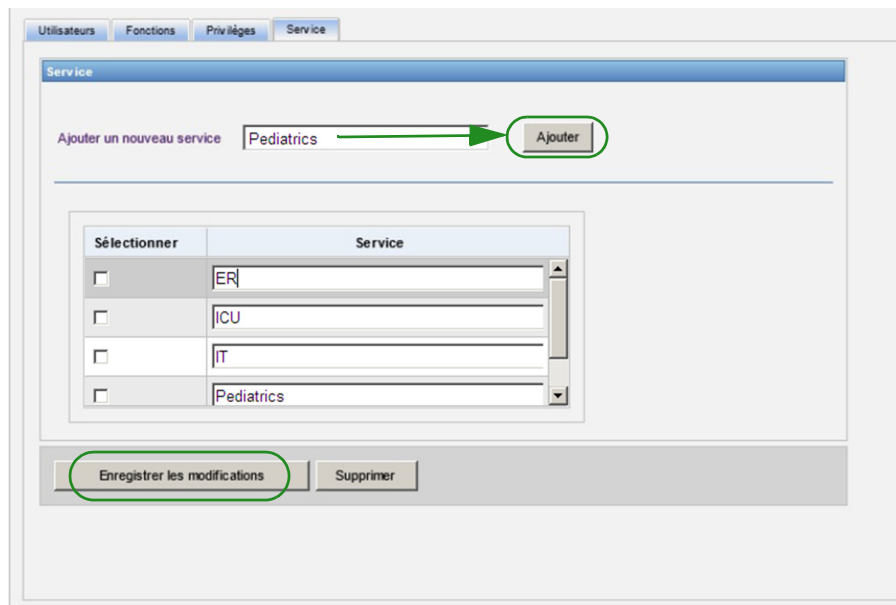 Utilisateurs Fonctions Privilèges Service
Service
Ajouter un nouveau service Pediatrics Ajouter
Sélectionner Service
ER
ICU
IT
Pediatrics
Enregistrer les modifications Supprimer